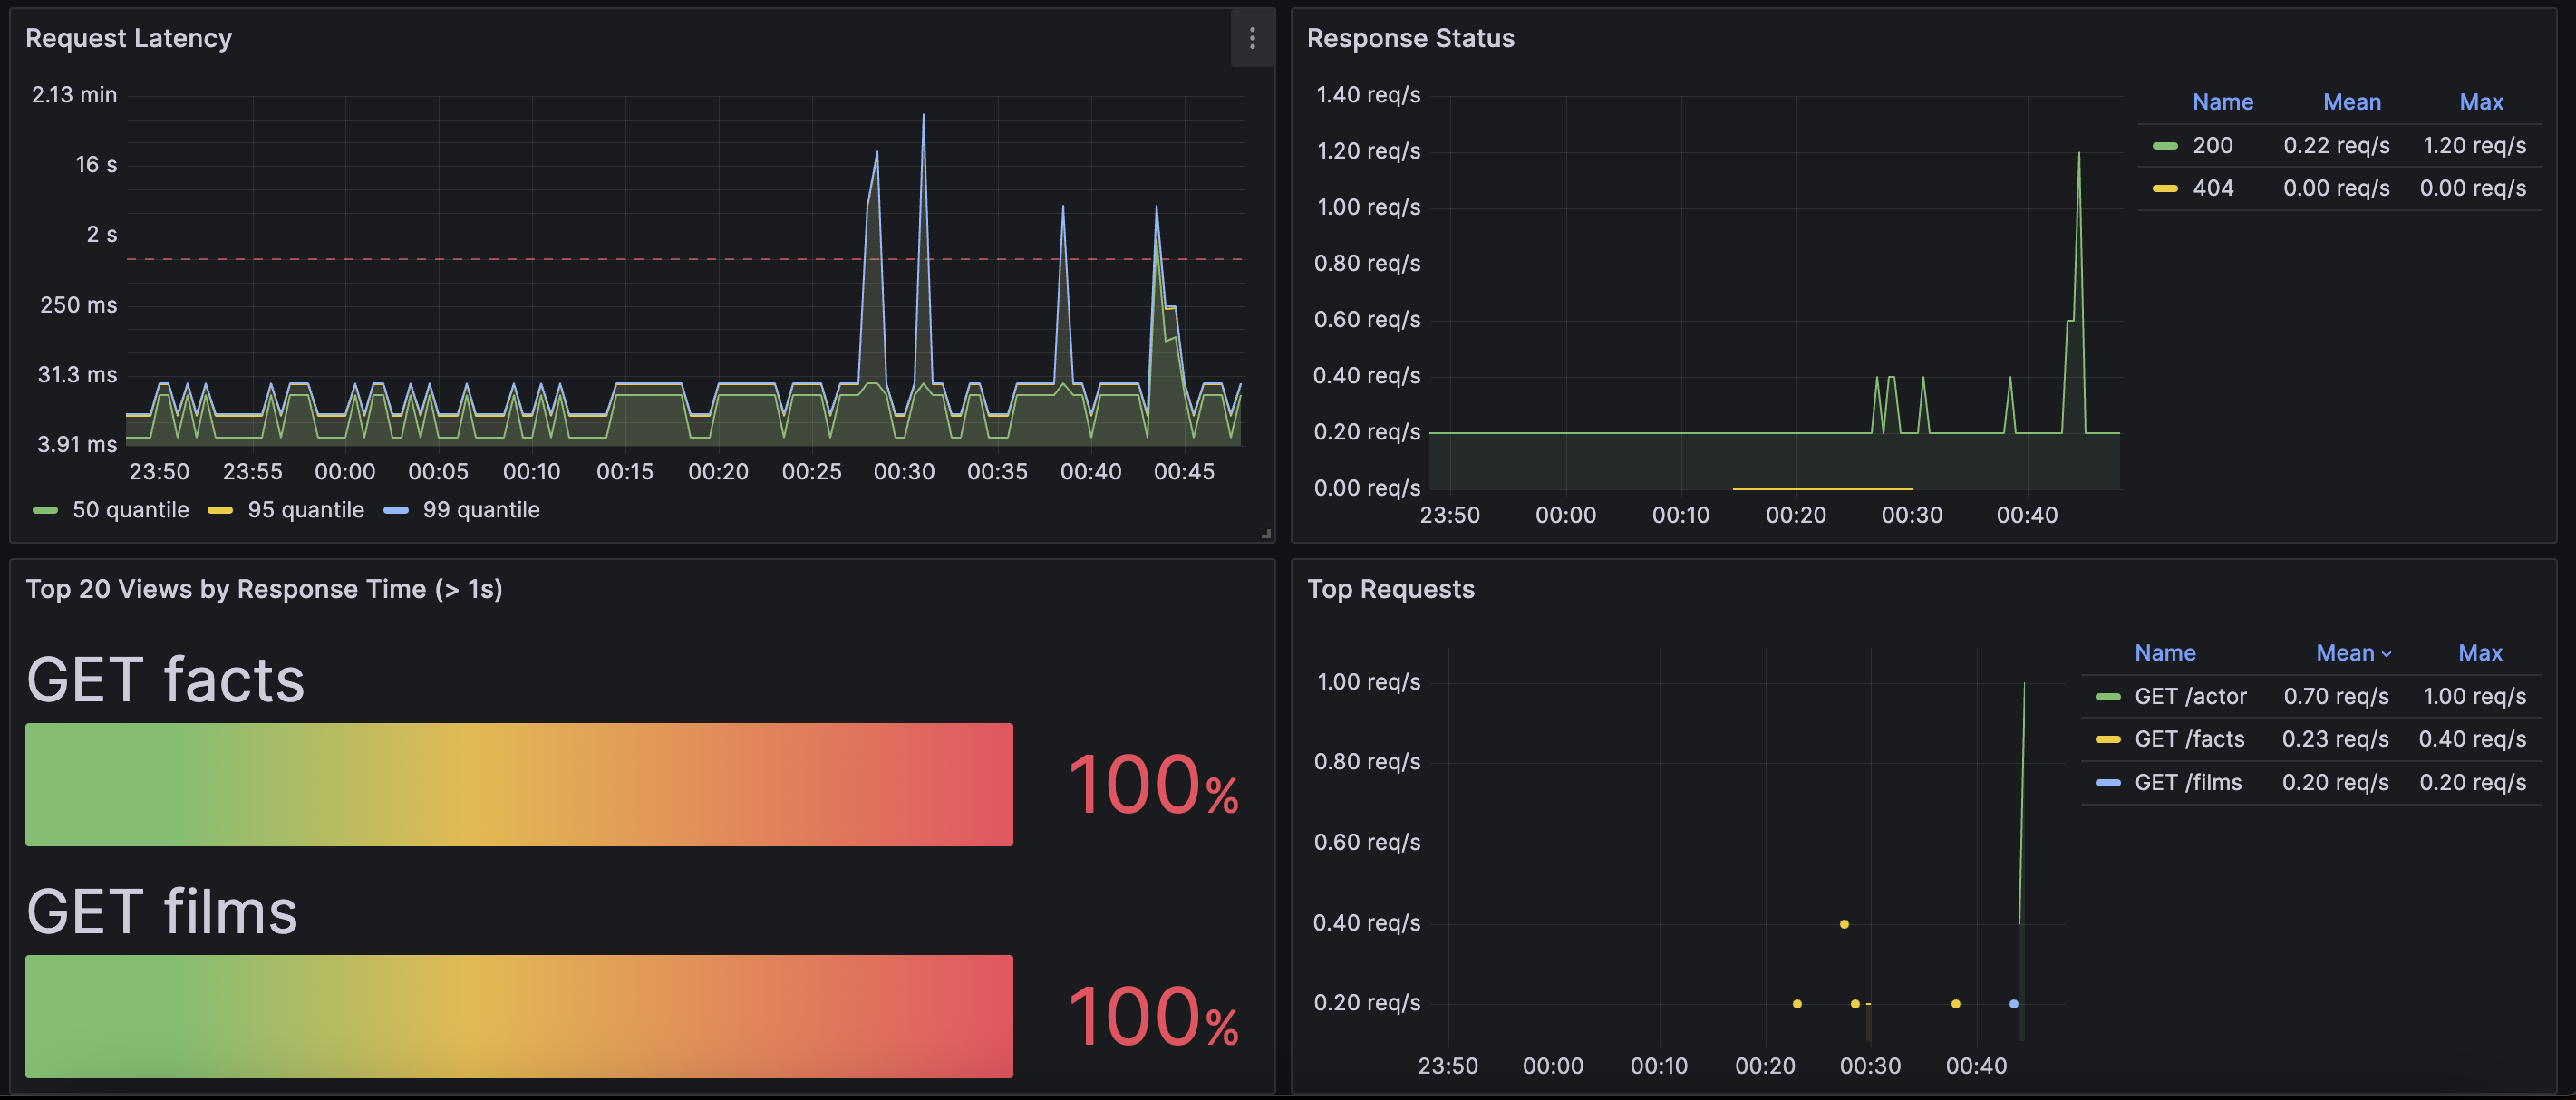 Request Latency
2.13 min
16 s
2 s
250 ms
31.3 ms
3.91 ms
23:50 23:55 00:00 00:05 00:10 00:15 00:20 00:25 00:30 00:35 00:40 00:45
50 quantile 95 quantile 99 quantile
Response Status
1.40 req/s
1.20 req/s
1.00 req/s
0.80 req/s
0.60 req/s
0.40 req/s
0.20 req/s
0.00 req/s
23:50 00:00 00:10 00:20 00:30 00:40
Name Mean Max
200 0.22 req/s 1.20 req/s
404 0.00 req/s 0.00 req/s
Top 20 Views by Response Time (> 1s)
GET facts
100%
GET films
100%
Top Requests
1.00 req/s
0.80 req/s
0.60 req/s
0.40 req/s
0.20 req/s
23:50 00:00 00:10 00:20 00:30 00:40
Name Mean Max
GET /actor 0.70 req/s 1.00 req/s
GET /facts 0.23 req/s 0.40 req/s
GET /films 0.20 req/s 0.20 req/s